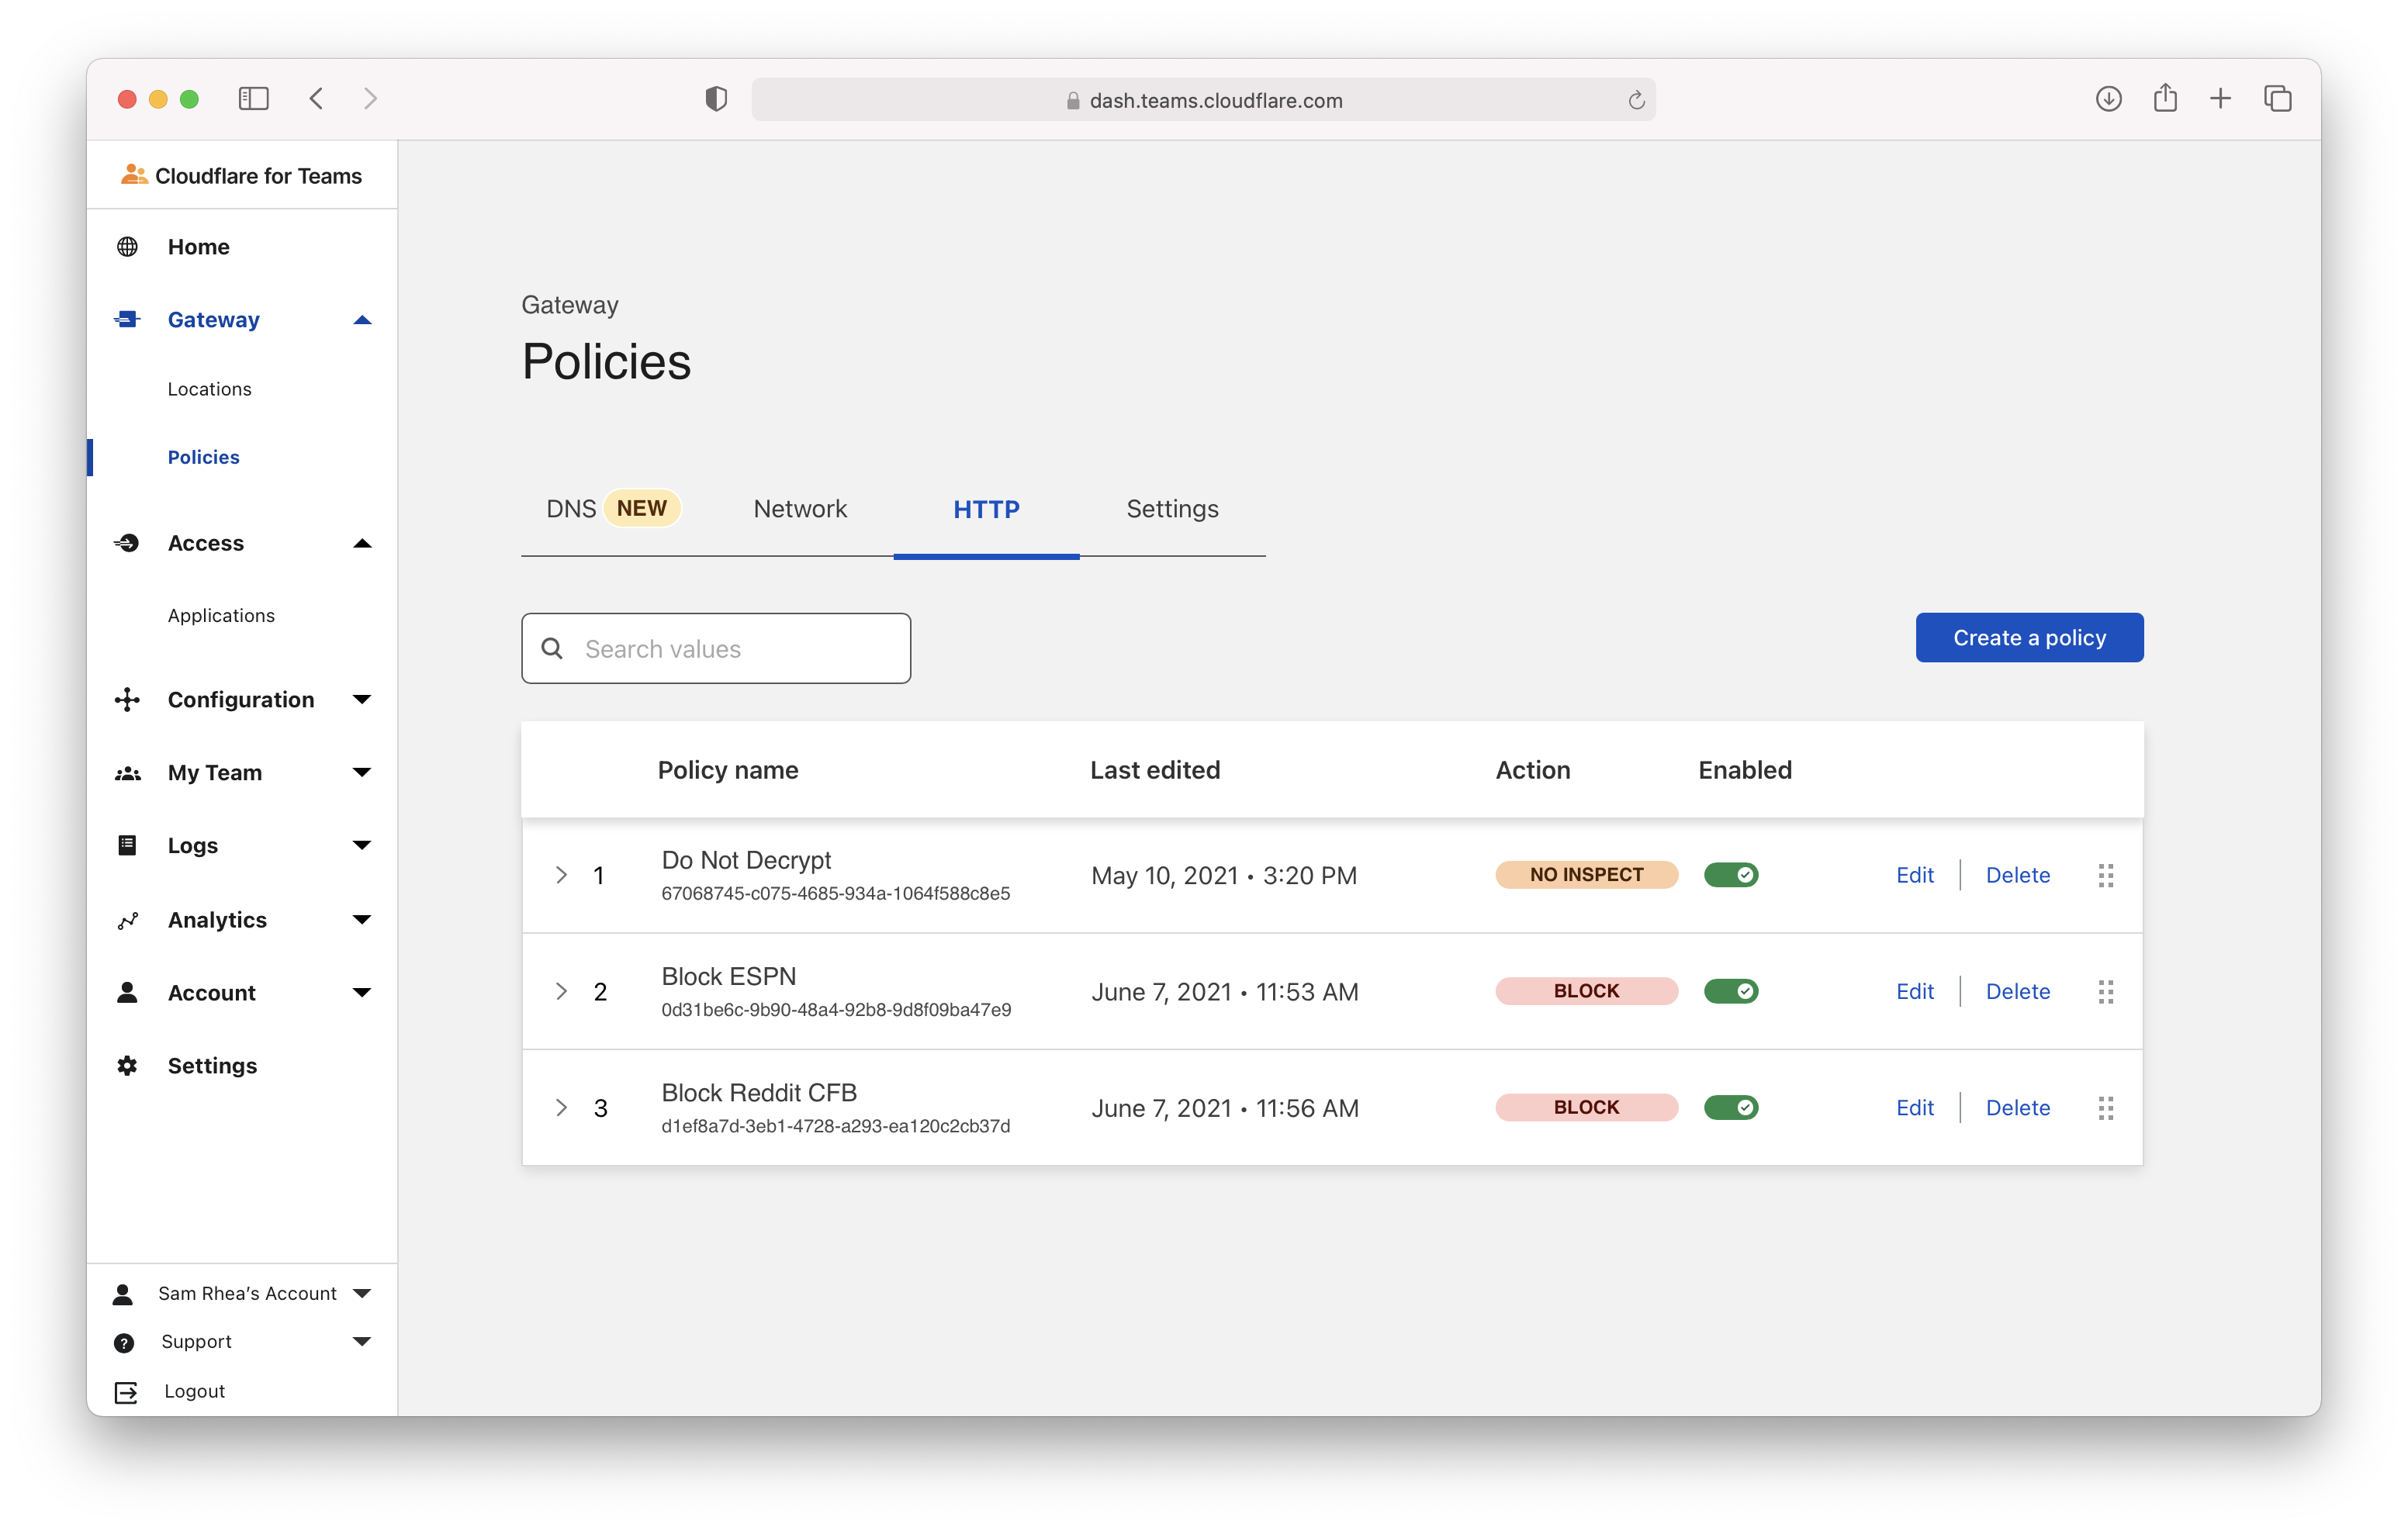 dash.teams.cloudflare.com
Cloudflare for Teams
Home
Gateway
Locations
Policies
Access
Applications
Configuration
My Team
Logs
Analytics
Account
Settings
Sam Rhea’s Account
Support
Logout
Gateway
Policies
DNS NEW Network HTTP Settings
Search values
Create a policy
Policy name Last edited Action Enabled
1 Do Not Decrypt May 10, 2021 • 3:20 PM NO INSPECT Edit Delete
67068745-c075-4685-934a-1064f588c8e5
2 Block ESPN June 7, 2021 • 11:53 AM BLOCK Edit Delete
0d31be6c-9b90-48a4-92b8-9d8f09ba47e9
3 Block Reddit CFB June 7, 2021 • 11:56 AM BLOCK Edit Delete
d1ef8a7d-3eb1-4728-a293-ea120c2cb37d